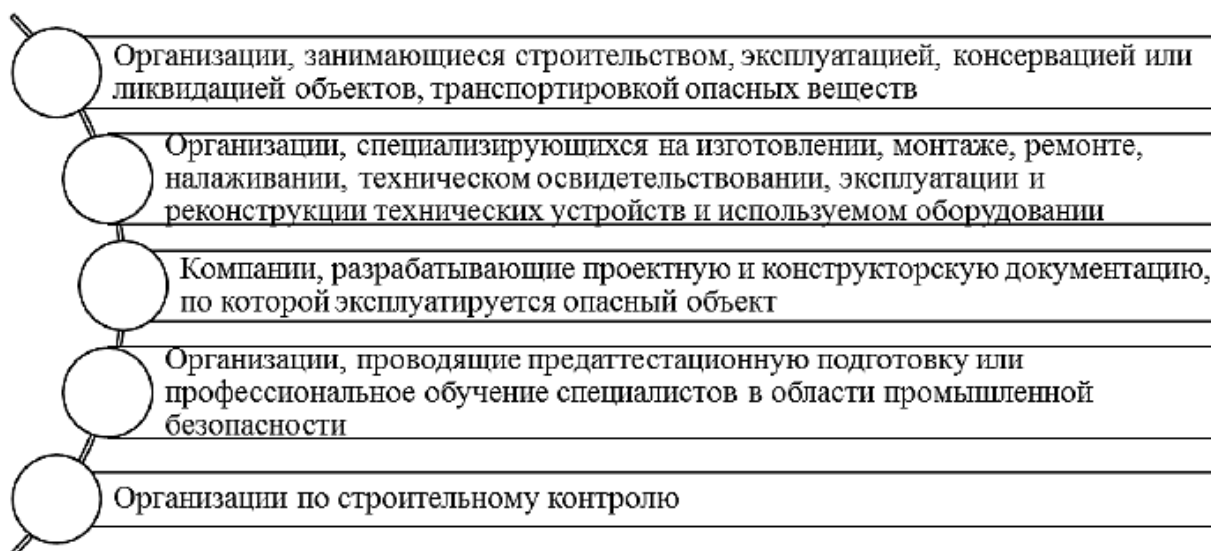 Организации, занимающиеся строительством, эксплуатацией, консервацией или
ликвидацией объектов, транспортировкой опасных веществ
Организации, специализирующихся на изготовлении, монтаже, ремонте,
налаживании, техническом освидетельствовании, эксплуатации и
реконструкции технических устройств и используемом оборудовании
Компании, разрабатывающие проектную и конструкторскую документацию,
по которой эксплуатируется опасный объект
Организации, проводящие предаттестационную подготовку или
профессиональное обучение специалистов в области промышленной
безопасности
Организации по строительному контролю